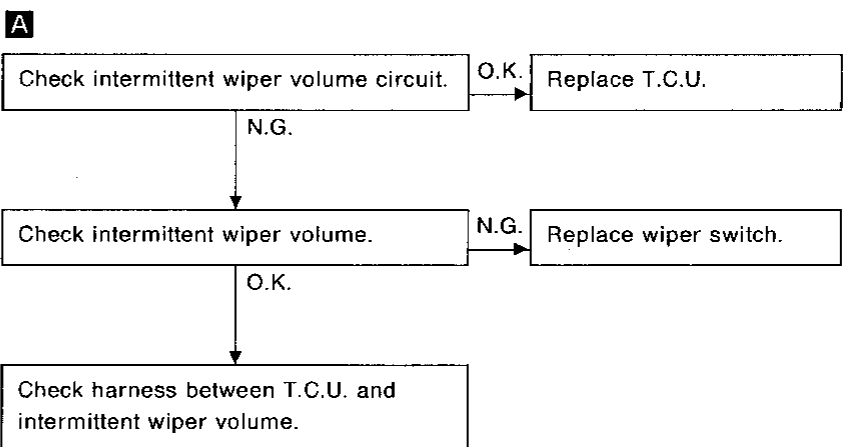 A
Check intermittent wiper volume circuit.
O.K.
Replace T.C.U.
N.G.
Check intermittent wiper volume.
N.G.
Replace wiper switch.
O.K.
Check harness between T.C.U. and
intermittent wiper volume.